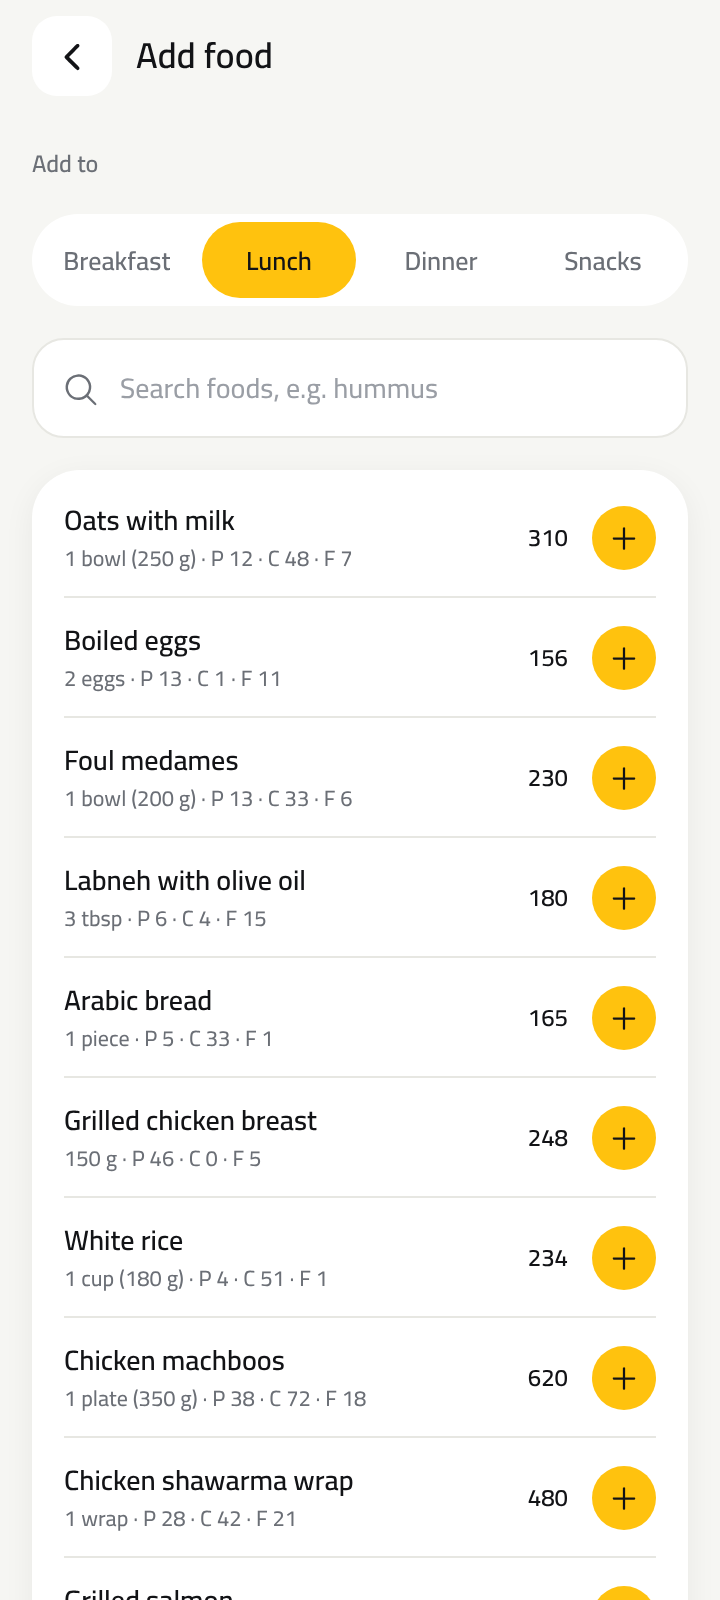 Add food
Add to
Breakfast Lunch Dinner Snacks
Search foods, e.g. hummus
Oats with milk
1 bowl (250 g) · P 12 · C 48 · F 7
310
Boiled eggs
2 eggs · P 13 · C 1 · F 11
156
Foul medames
1 bowl (200 g) · P 13 · C 33 · F 6
230
Labneh with olive oil
3 tbsp · P 6 · C 4 · F 15
180
Arabic bread
1 piece · P 5 · C 33 · F 1
165
Grilled chicken breast
150 g · P 46 · C 0 · F 5
248
White rice
1 cup (180 g) · P 4 · C 51 · F 1
234
Chicken machboos
1 plate (350 g) · P 38 · C 72 · F 18
620
Chicken shawarma wrap
1 wrap · P 28 · C 42 · F 21
480
Grilled salmon